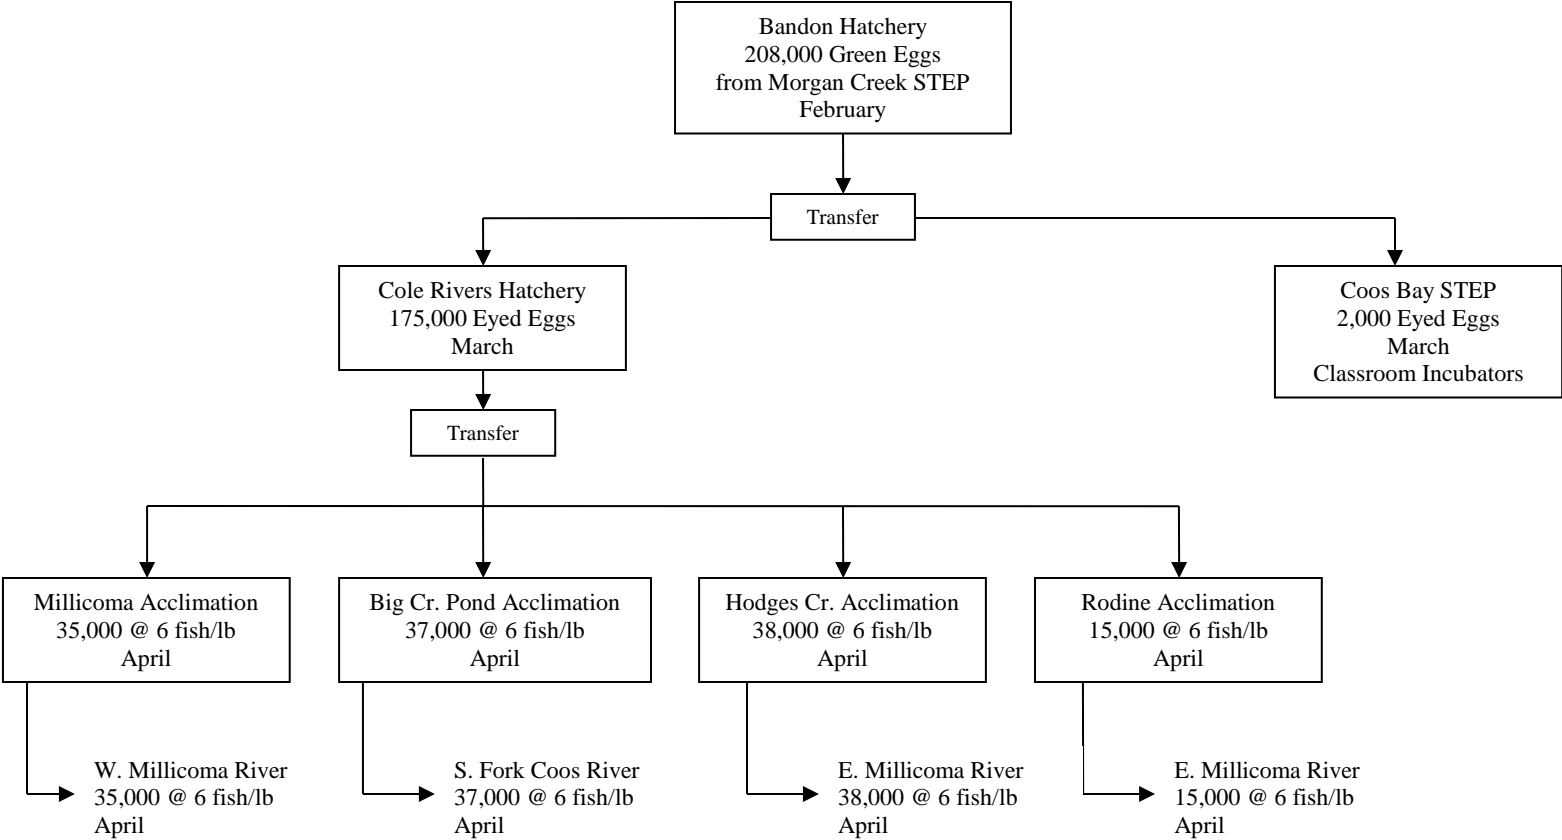 Bandon Hatchery
208,000 Green Eggs
from Morgan Creek STEP
February
Transfer
Cole Rivers Hatchery
175,000 Eyed Eggs
March
Coos Bay STEP
2,000 Eyed Eggs
March
Classroom Incubators
Transfer
Millicoma Acclimation
35,000 @ 6 fish/lb
April
Big Cr. Pond Acclimation
37,000 @ 6 fish/lb
April
Hodges Cr. Acclimation
38,000 @ 6 fish/lb
April
Rodine Acclimation
15,000 @ 6 fish/lb
April
W. Millicoma River
35,000 @ 6 fish/lb
April
S. Fork Coos River
37,000 @ 6 fish/lb
April
E. Millicoma River
38,000 @ 6 fish/lb
April
E. Millicoma River
15,000 @ 6 fish/lb
April